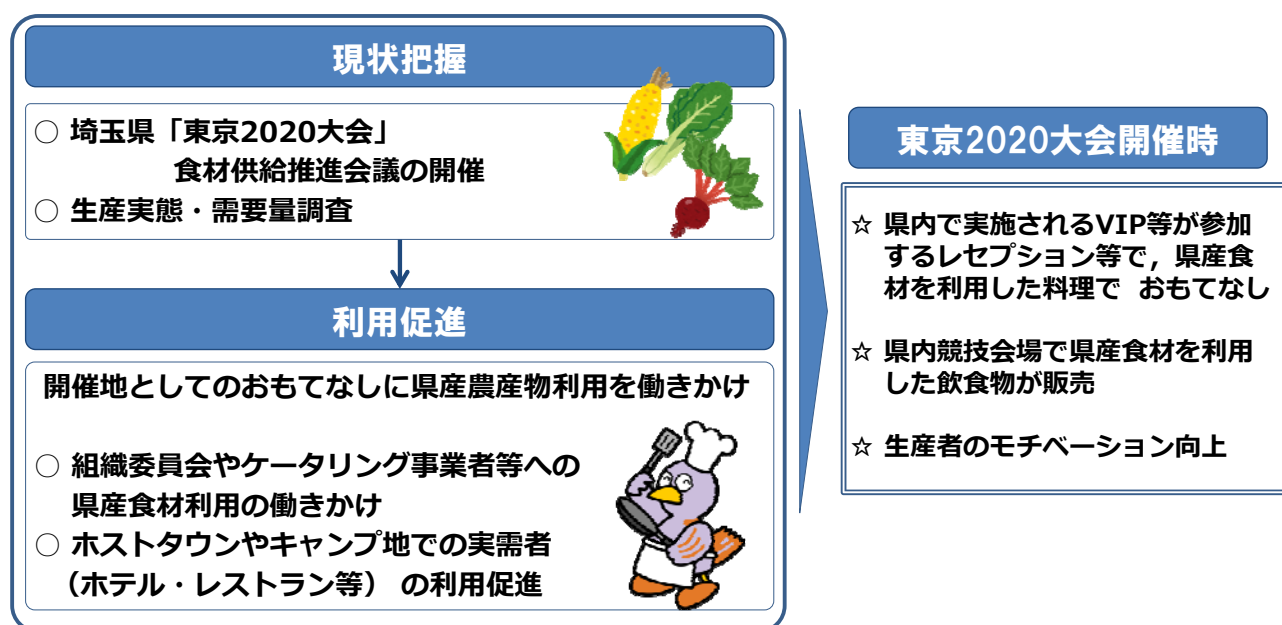 現状把握
○ 埼玉県「東京2020大会」
食材供給推進会議の開催
○ 生産実態・需要量調査
利用促進
開催地としてのおもてなしに県産農産物利用を働きかけ
○ 組織委員会やケータリング事業者等への
県産食材利用の働きかけ
○ ホストタウンやキャンプ地での実需者
（ホテル・レストラン等） の利用促進
東京2020大会開催時
☆ 県内で実施されるVIP等が参加
するレセプション等で，県産食
材を利用した料理で おもてなし
☆ 県内競技会場で県産食材を利用
した飲食物が販売
☆ 生産者のモチベーション向上